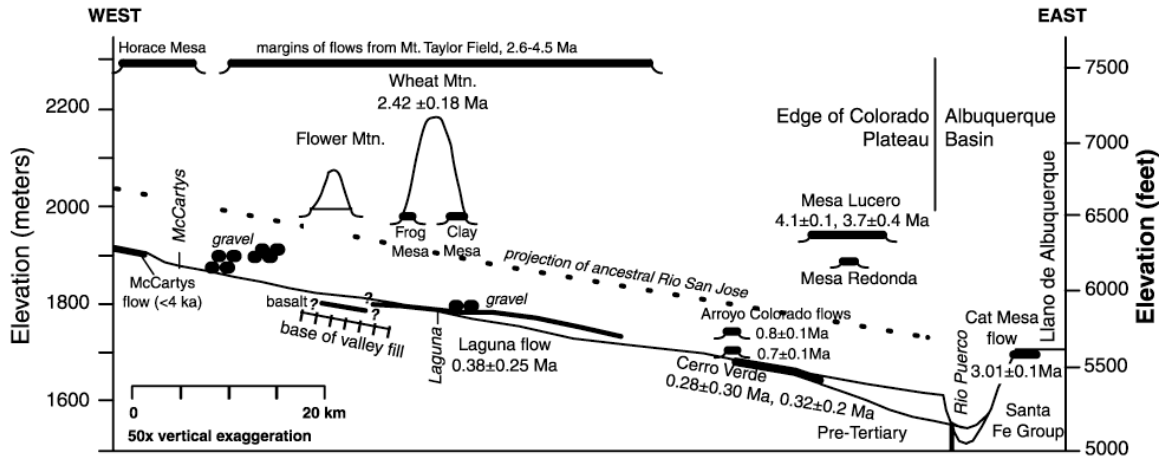 WEST
EAST
Horace Mesa
margins of flows from Mt. Taylor Field, 2.6-4.5 Ma
Wheat Mtn.
2.42 ±0.18 Ma
Flower Mtn.
Edge of Colorado
Plateau
Albuquerque
Basin
Elevation (meters)
2200
2000
1800
1600
7500
7000
6500
6000
5500
5000
Elevation (feet)
Llano de Albuquerque
McCartys
gravel
Frog
Mesa
Clay
Mesa
Mesa Lucero
4.1±0.1, 3.7±0.4 Ma
Mesa Redonda
projection of ancestral Rio San Jose
McCartys
flow (<4 ka)
basalt
?
?
?
base of valley fill
gravel
Laguna
Laguna flow
0.38±0.25 Ma
Arroyo Colorado flows
0.8±0.1Ma
0.7±0.1Ma
Cerro Verde
0.28±0.30 Ma, 0.32±0.2 Ma
Rio Puerco
Cat Mesa
flow
3.01±0.1Ma
Pre-Tertiary
Santa
Fe Group
0
20 km
50x vertical exaggeration